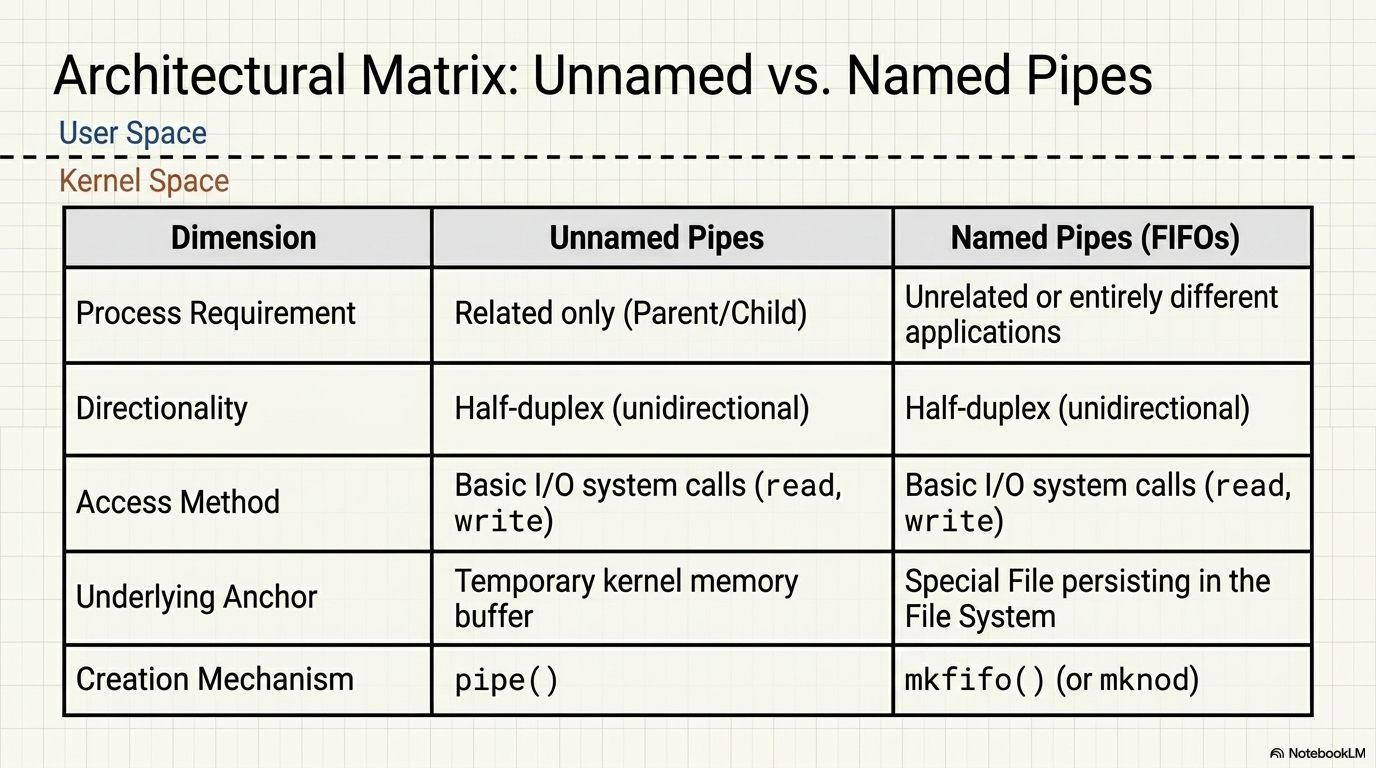 Architectural Matrix: Unnamed vs. Named Pipes
User Space
Kernel Space
Dimension
Unnamed Pipes
Named Pipes (FIFOs)
Process Requirement
Related only (Parent/Child)
Unrelated or entirely different
applications
Directionality
Half-duplex (unidirectional)
Half-duplex (unidirectional)
Access Method
Basic I/O system calls (read,
write)
Basic I/O system calls (read,
write)
Underlying Anchor
Temporary kernel memory
buffer
Special File persisting in the
File System
Creation Mechanism
pipe()
mkfifo() (or mknod)
NotebookLM